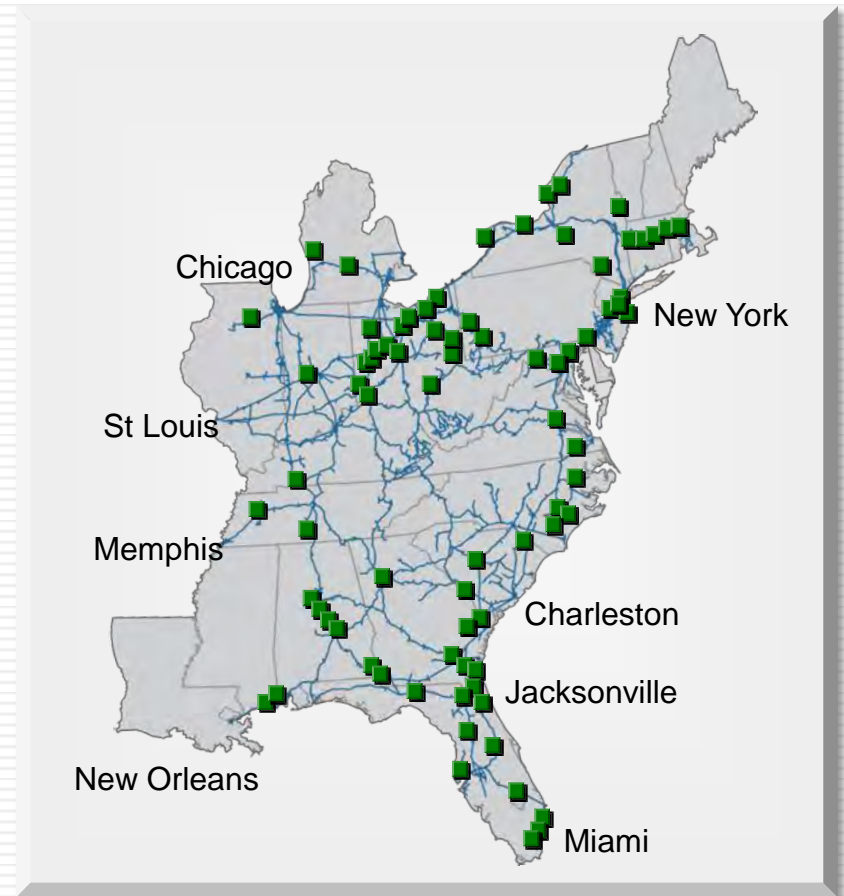 Chicago
New York
St Louis
Memphis
Charleston
Jacksonville
New Orleans
Miami